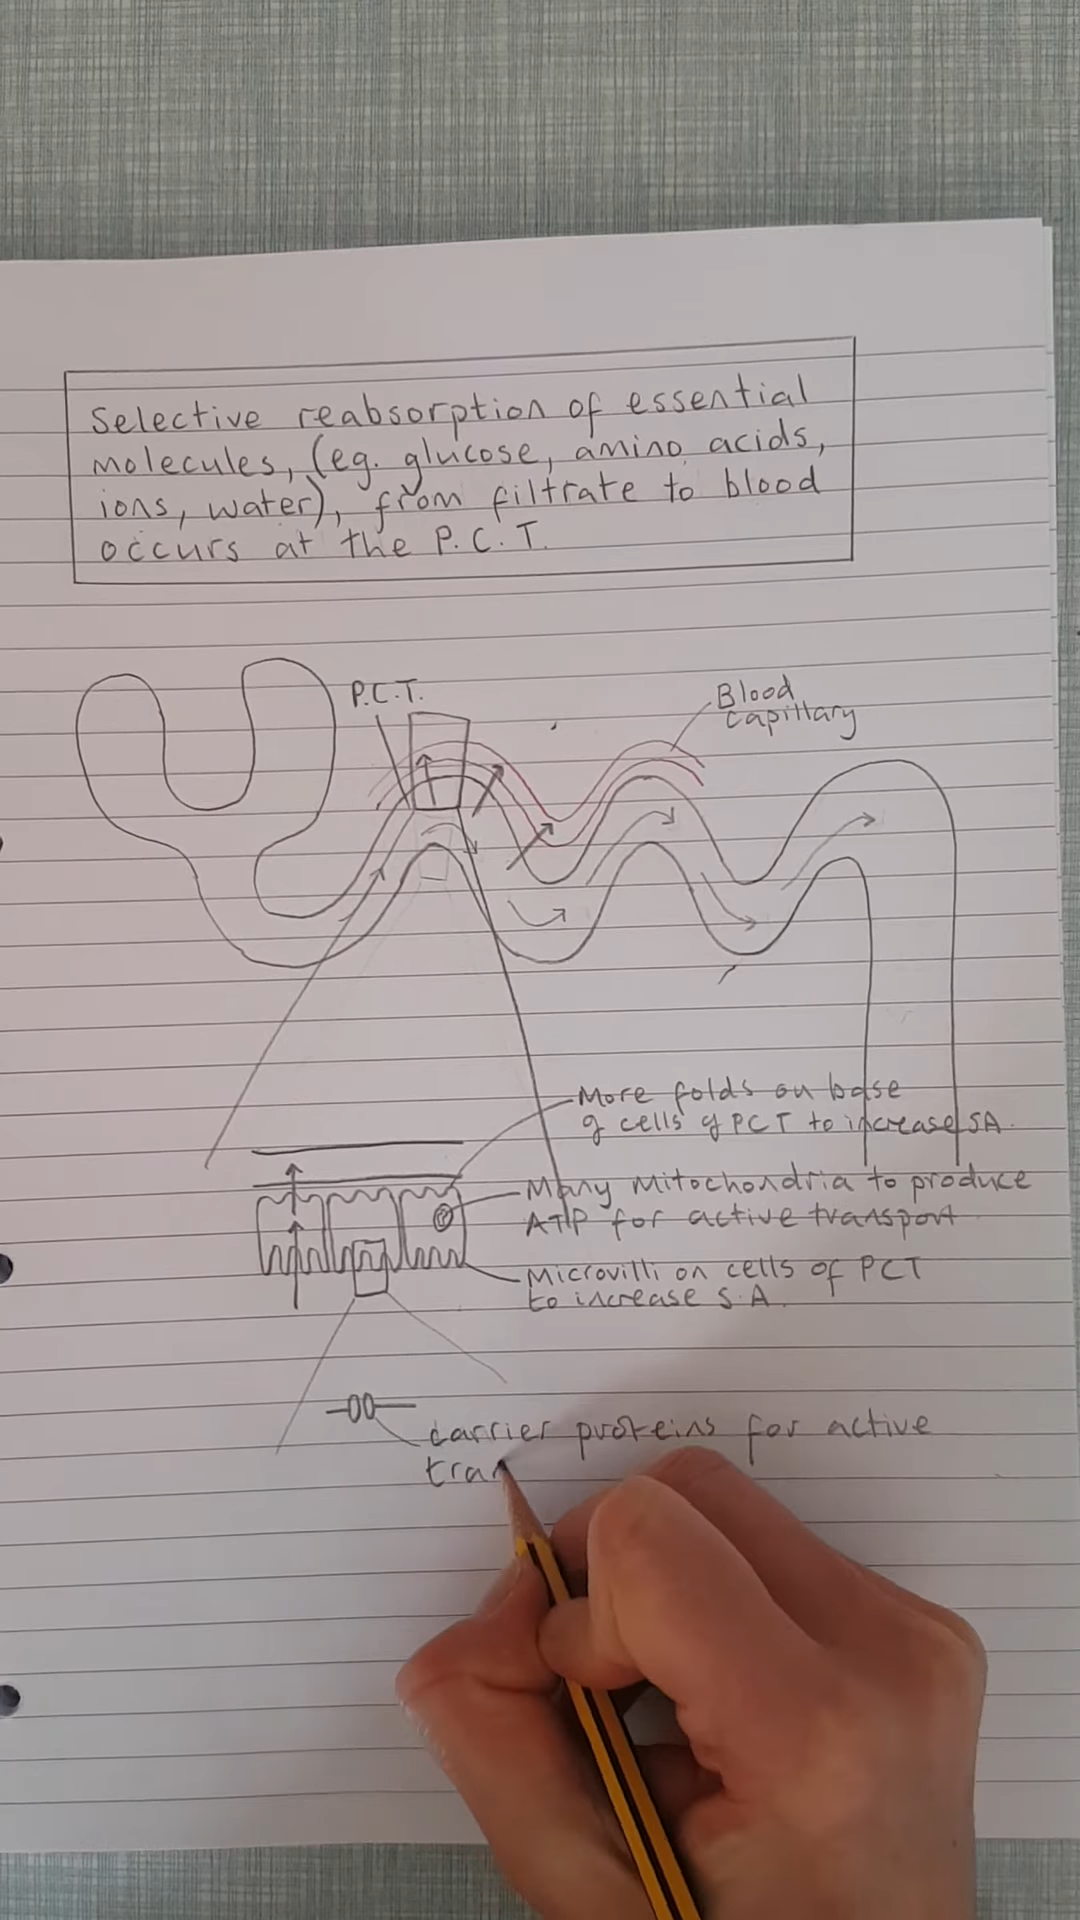 Selective reabsorption of essential
molecules, (eg. glucose, amino acids,
ions, water), from filtrate to blood
occurs at the P.C.T.
P.C.T.
Blood
capillary
More folds on base
of cells of PCT to increase SA.
Many Mitochondria to produce
ATP for active transport
Microvilli on cells of PCT
to increase S.A.
Carrier proteins for active
tran